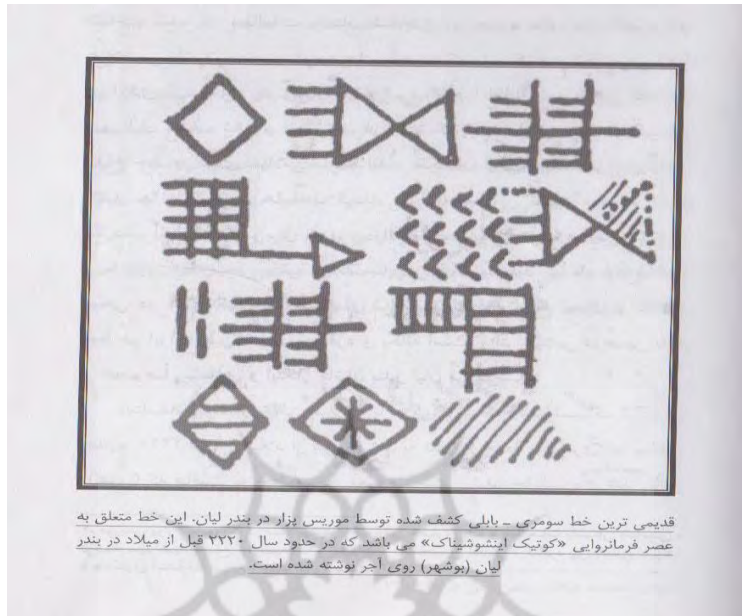 قدیمی ترین خط سومری ـ بابلی کشف شده توسط موریس پزار در بندر لیان. این خط متعلق به
عصر فرمانروایی «کوتیک اینشوشیناک» می باشد که در حدود سال ۲۲۲۰ قبل از میلاد در بندر
لیان (بوشهر) روی آجر نوشته شده است.